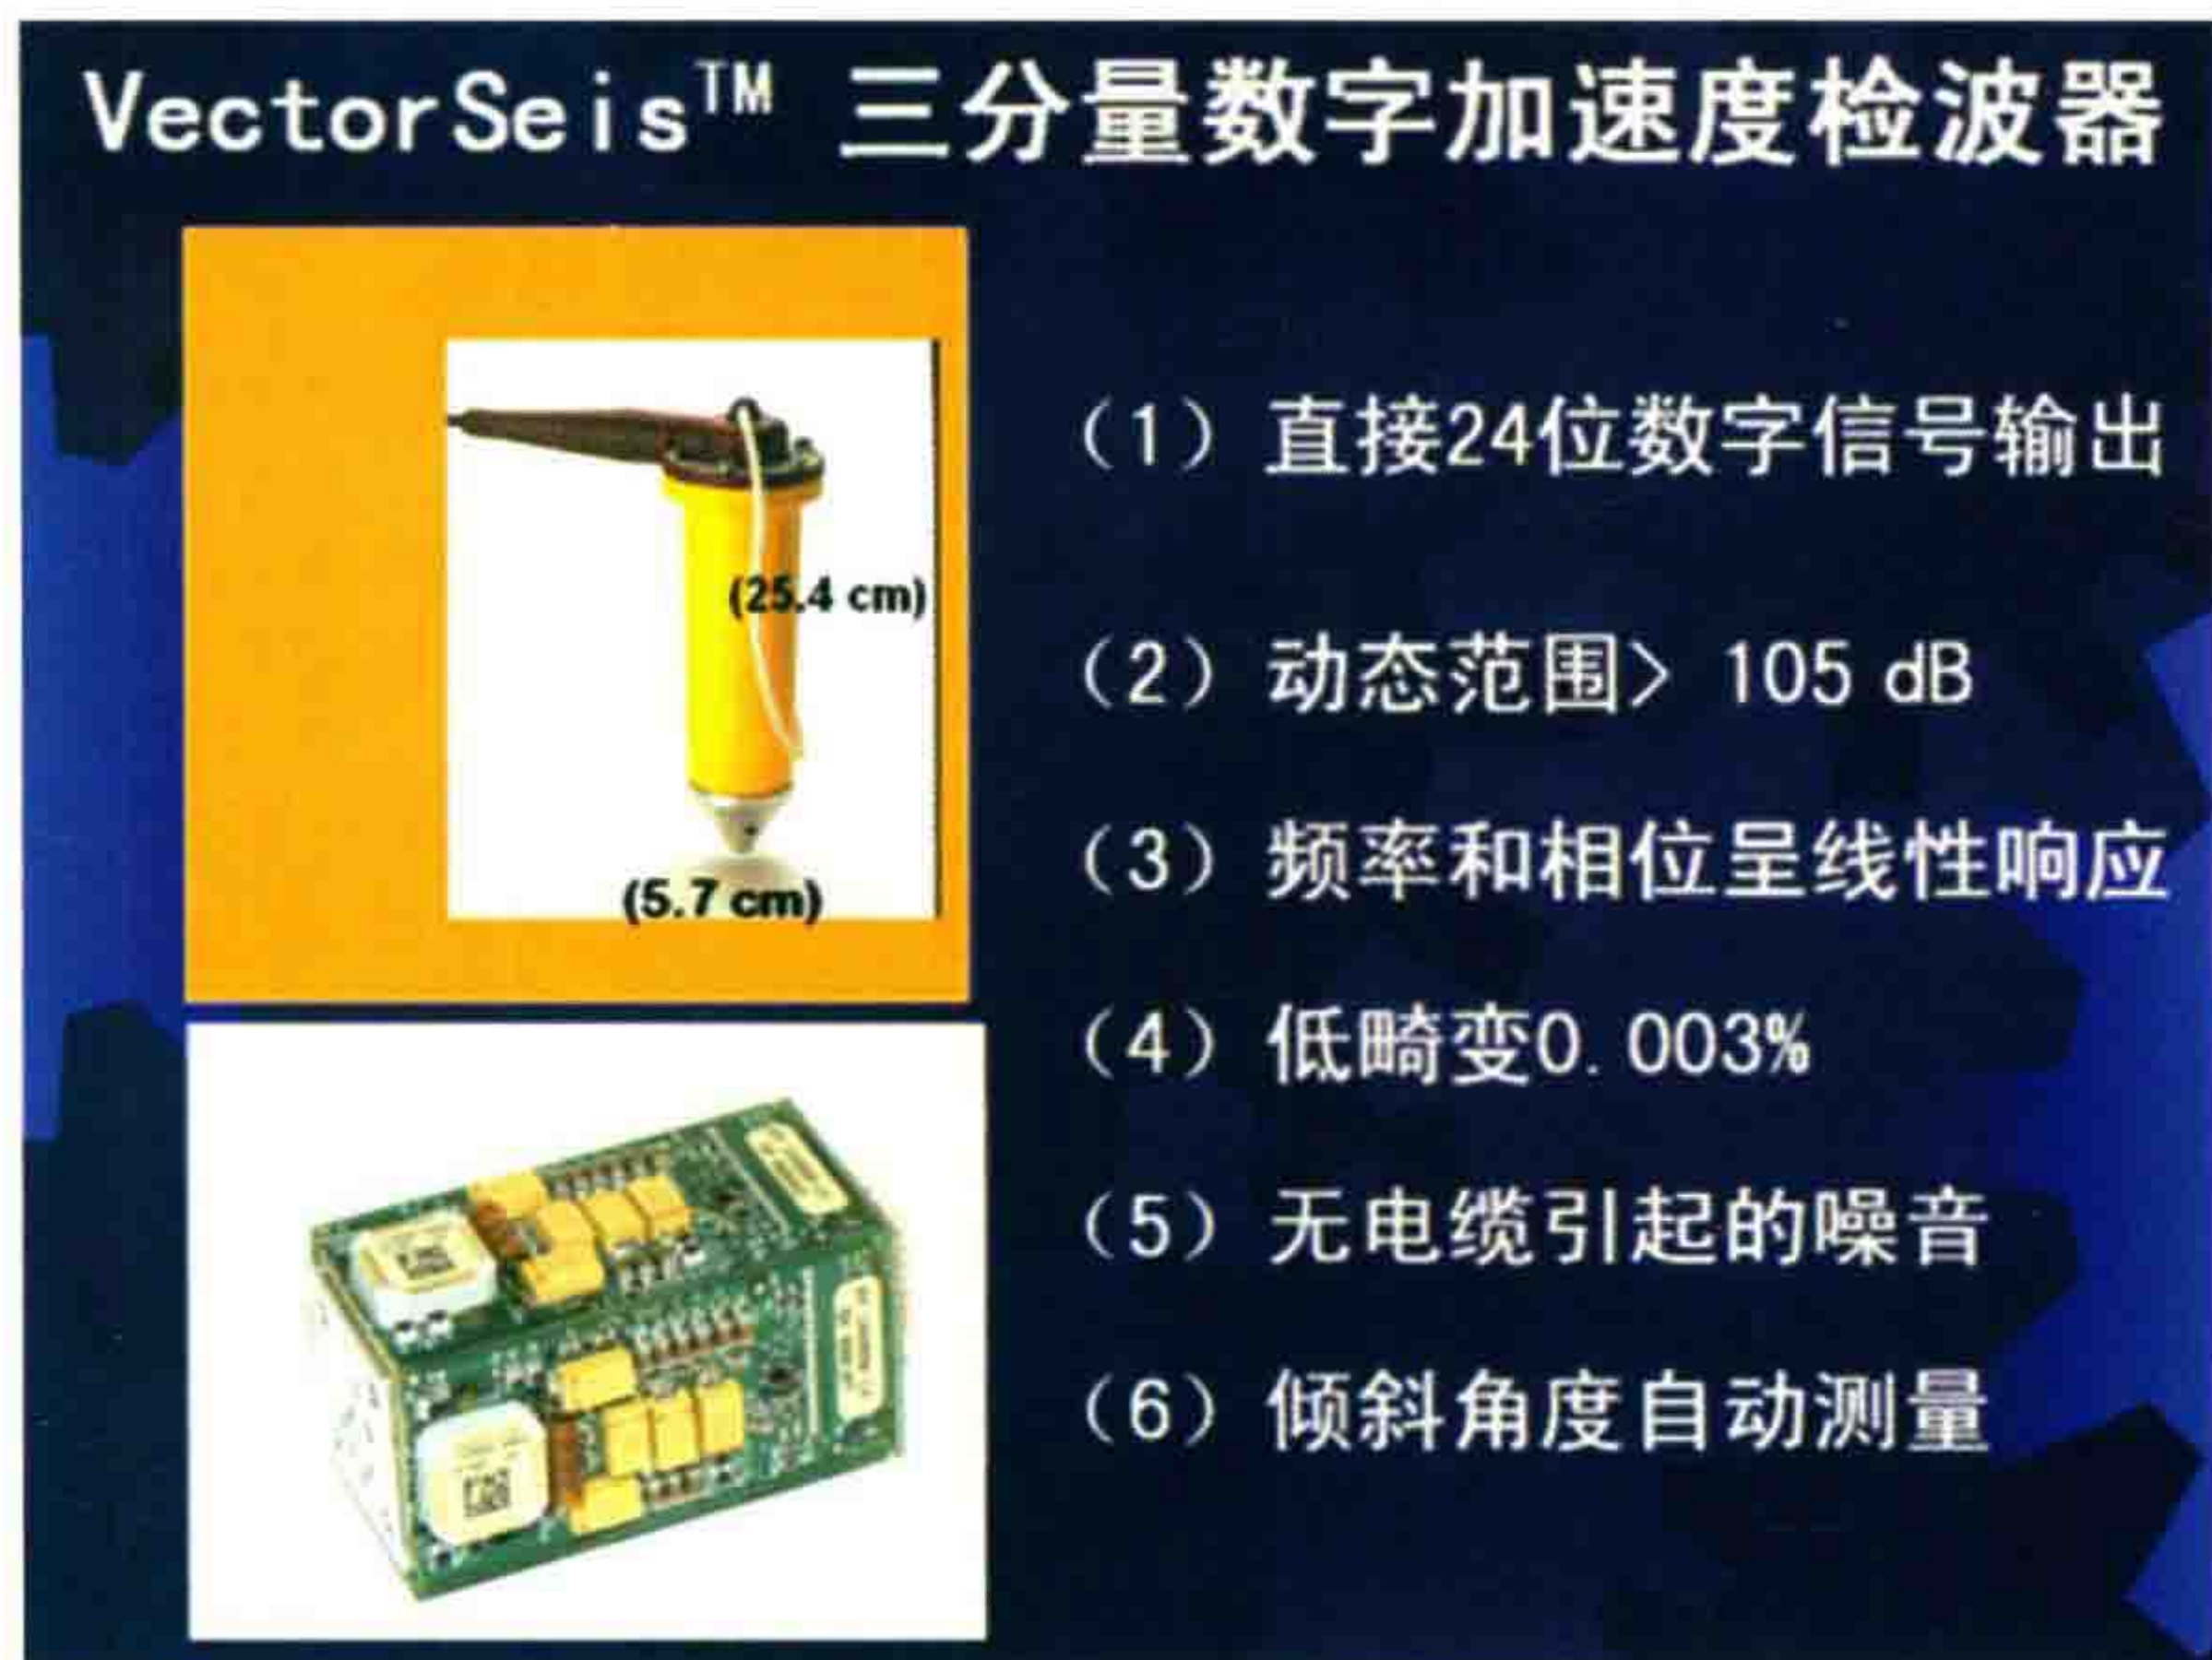 VectorSeis™ 三分量数字加速度检波器
(25.4 cm)
(5.7 cm)
（1）直接24位数字信号输出
（2）动态范围> 105 dB
（3）频率和相位呈线性响应
（4）低畸变0.003%
（5）无电缆引起的噪音
（6）倾斜角度自动测量